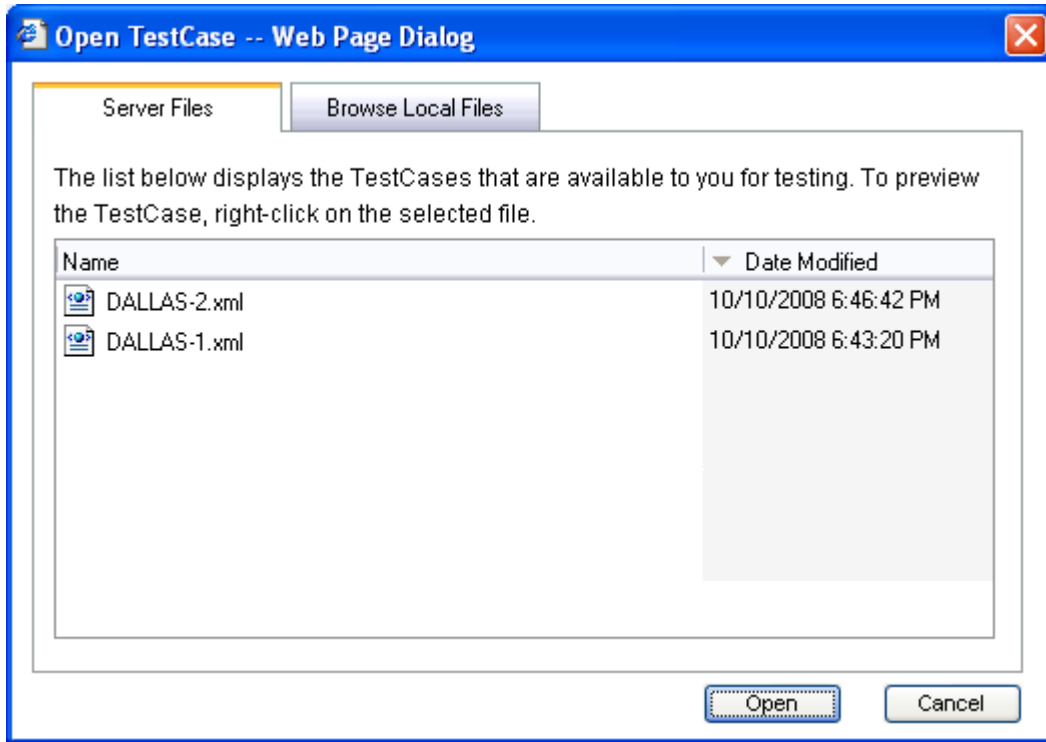 Open TestCase -- Web Page Dialog
Server Files Browse Local Files
The list below displays the TestCases that are available to you for testing. To preview
the TestCase, right-click on the selected file.
Name Date Modified
DALLAS-2.xml 10/10/2008 6:46:42 PM
DALLAS-1.xml 10/10/2008 6:43:20 PM
Open Cancel